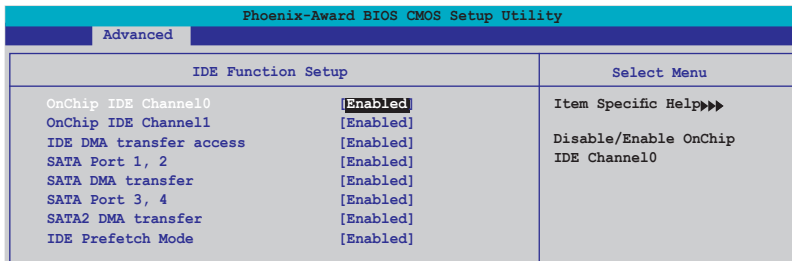 Phoenix-Award BIOS CMOS Setup Utility
Advanced
IDE Function Setup
Select Menu
OnChip IDE Channel0 [Enabled]
OnChip IDE Channel1 [Enabled]
IDE DMA transfer access [Enabled]
SATA Port 1, 2 [Enabled]
SATA DMA transfer [Enabled]
SATA Port 3, 4 [Enabled]
SATA2 DMA transfer [Enabled]
IDE Prefetch Mode [Enabled]
Item Specific Help
Disable/Enable OnChip
IDE Channel0